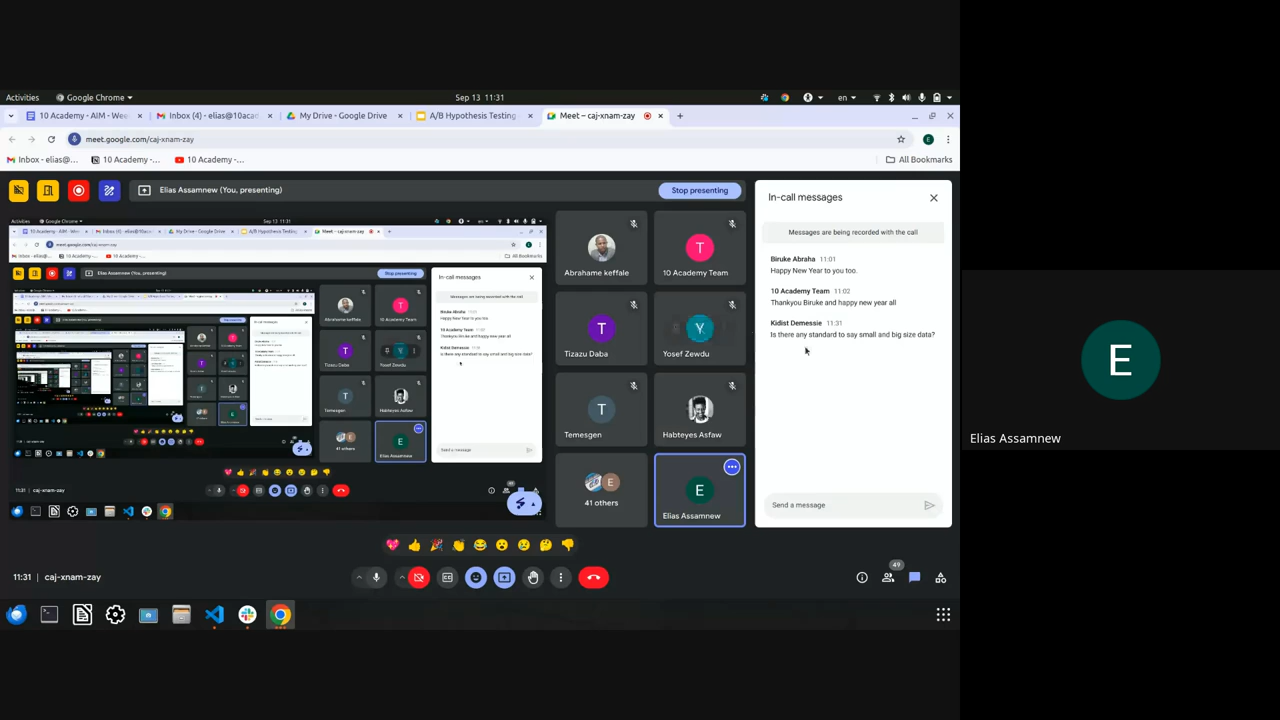 Activities
Google Chrome
Sep 13 11:31
en
10 Academy - AIM - Wee
Inbox (4) - elias@10acad
My Drive - Google Drive
A/B Hypothesis Testing
Meet – caj-xnam-zay
meet.google.com/caj-xnam-zay
Inbox - elias@...
10 Academy -...
10 Academy -...
All Bookmarks
Elias Assamnew (You, presenting)
Stop presenting
Abrahame keffale
T
10 Academy Team
T
Tizazu Daba
Yosef Zewdu
T
Temesgen
Habteyes Asfaw
E
41 others
E
Elias Assamnew
In-call messages
Messages are being recorded with the call
Biruke Abraha 11:01
Happy New Year to you too.
10 Academy Team 11:02
Thankyou Biruke and happy new year all
Kidist Demessie 11:31
Is there any standard to say small and big size data?
Send a message
11:31 caj-xnam-zay
49
E
Elias Assamnew